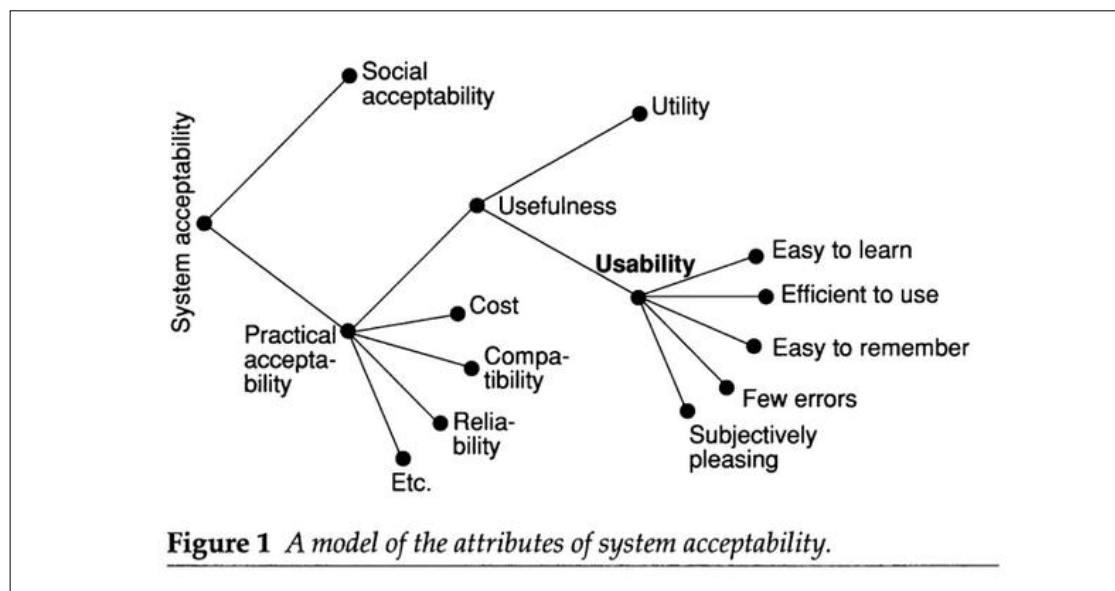 Social
acceptability
Utility
System acceptability
Usefulness
Usability
Easy to learn
Efficient to use
Easy to remember
Few errors
Subjectively
pleasing
Practical
accepta-
bility
Cost
Compa-
tibility
Relia-
bility
Etc.
Figure 1 A model of the attributes of system acceptability.